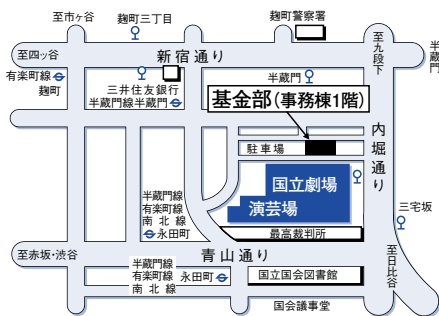 至市ヶ谷
麹町三丁目
麹町警察署
至九段下
半蔵門
至四ッ谷
新宿通り
有楽町線
麹町
三井住友銀行
半蔵門線半蔵門
半蔵門
基金部(事務棟1階)
内堀通り
駐車場
国立劇場
演芸場
三宅坂
半蔵門線
有楽町線
南北線
永田町
最高裁判所
青山通り
至赤坂・渋谷
半蔵門線
有楽町線
南北線
永田町
国立国会図書館
至日比谷
国会議事堂